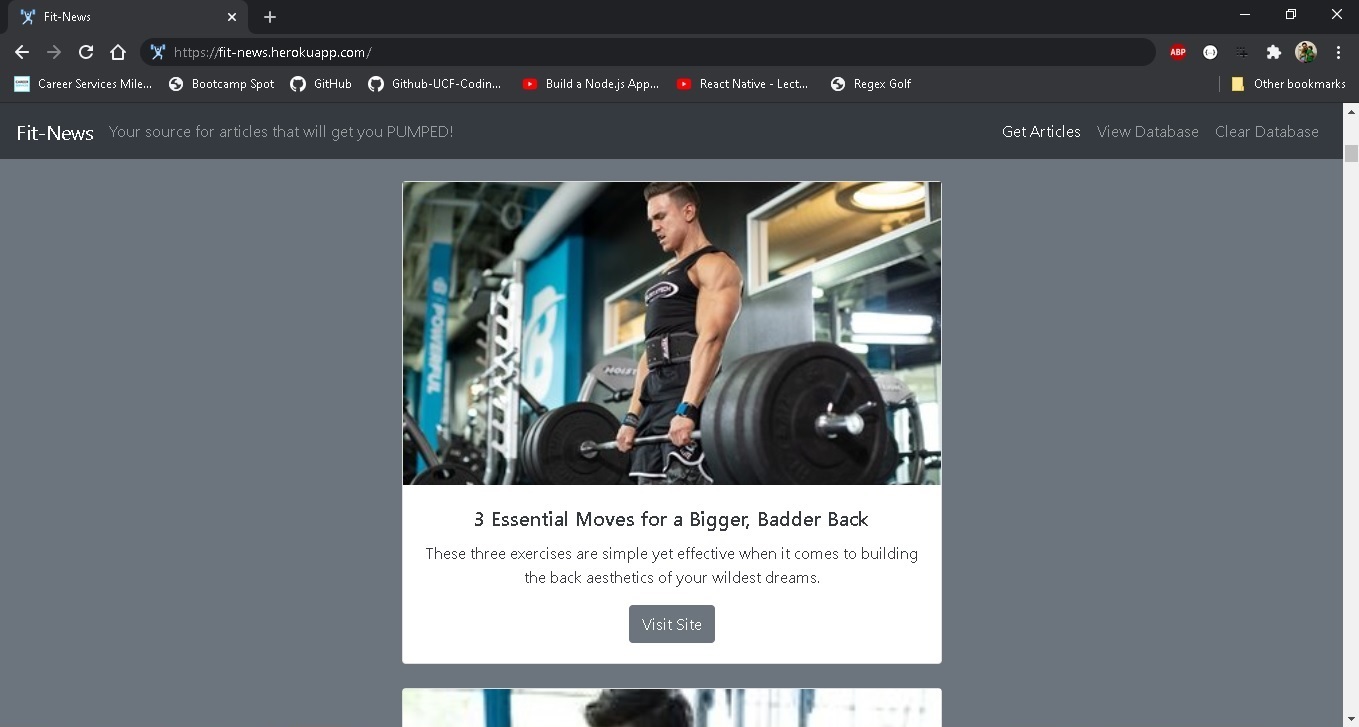 Fit-News
https://fit-news.herokuapp.com/
ABP
Career Services Mile...
Bootcamp Spot
GitHub
Github-UCF-Codin...
Build a Node.js App...
React Native - Lect...
Regex Golf
Other bookmarks
Fit-News
Your source for articles that will get you PUMPED!
Get Articles
View Database
Clear Database
POWERFUL
3 Essential Moves for a Bigger, Badder Back
These three exercises are simple yet effective when it comes to building
the back aesthetics of your wildest dreams.
Visit Site